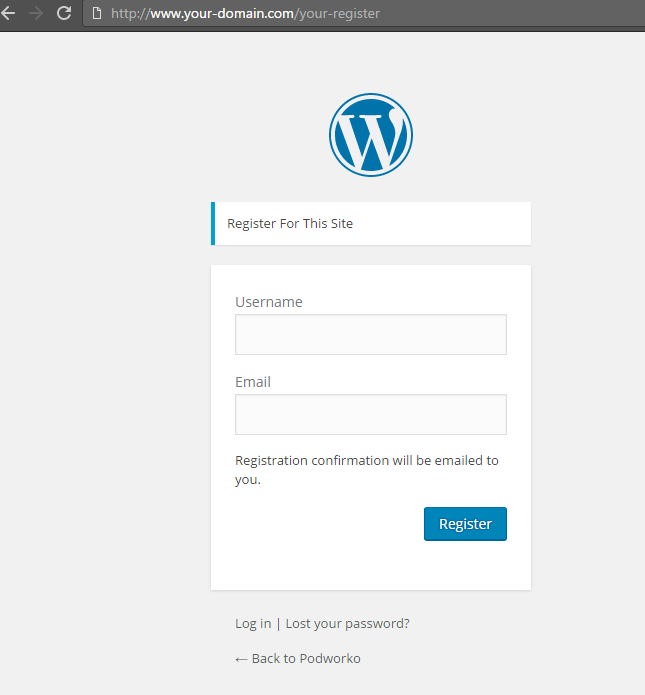 http://www.your-domain.com/your-register
Register For This Site
Username
Email
Registration confirmation will be emailed to
you.
Register
Log in | Lost your password?
← Back to Podworko